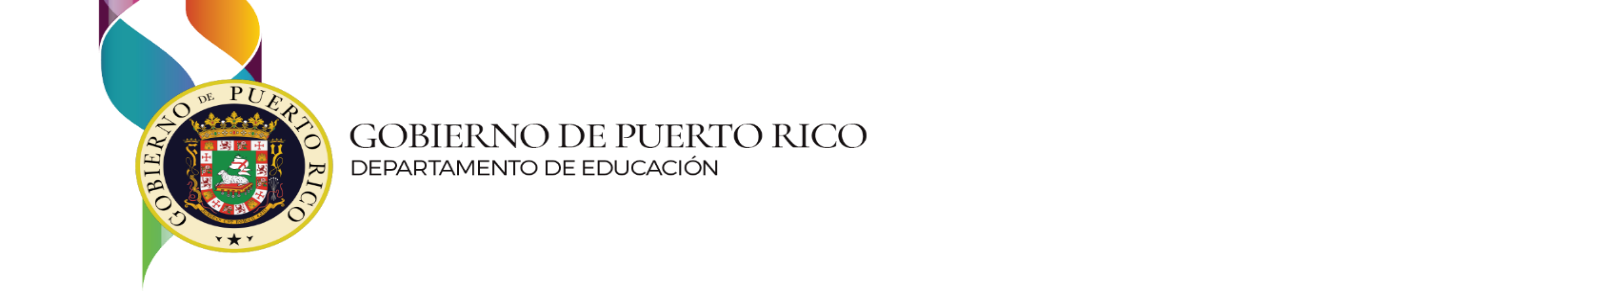 GOBIERNO DE PUERTO RICO
GOBIERNO DE PUERTO RICO
DEPARTAMENTO DE EDUCACIÓN